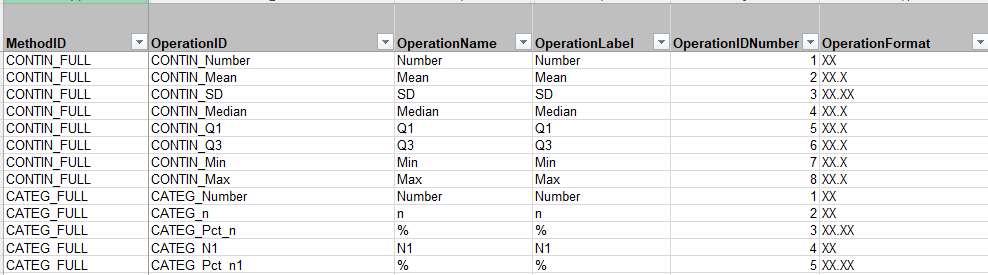 MethodID OperationID OperationName OperationLabel OperationIDNumber OperationFormat
CONTIN_FULL CONTIN_Number Number Number 1 XX
CONTIN_FULL CONTIN_Mean Mean Mean 2 XX.X
CONTIN_FULL CONTIN_SD SD SD 3 XX.XX
CONTIN_FULL CONTIN_Median Median Median 4 XX.X
CONTIN_FULL CONTIN_Q1 Q1 Q1 5 XX.X
CONTIN_FULL CONTIN_Q3 Q3 Q3 6 XX.X
CONTIN_FULL CONTIN_Min Min Min 7 XX.X
CONTIN_FULL CONTIN_Max Max Max 8 XX.X
CATEG_FULL CATEG_Number Number Number 1 XX
CATEG_FULL CATEG_n n n 2 XX
CATEG_FULL CATEG_Pct_n % % 3 XX.XX
CATEG_FULL CATEG_N1 N1 N1 4 XX
CATEG_FULL CATEG_Pct_n1 % % 5 XX.XX